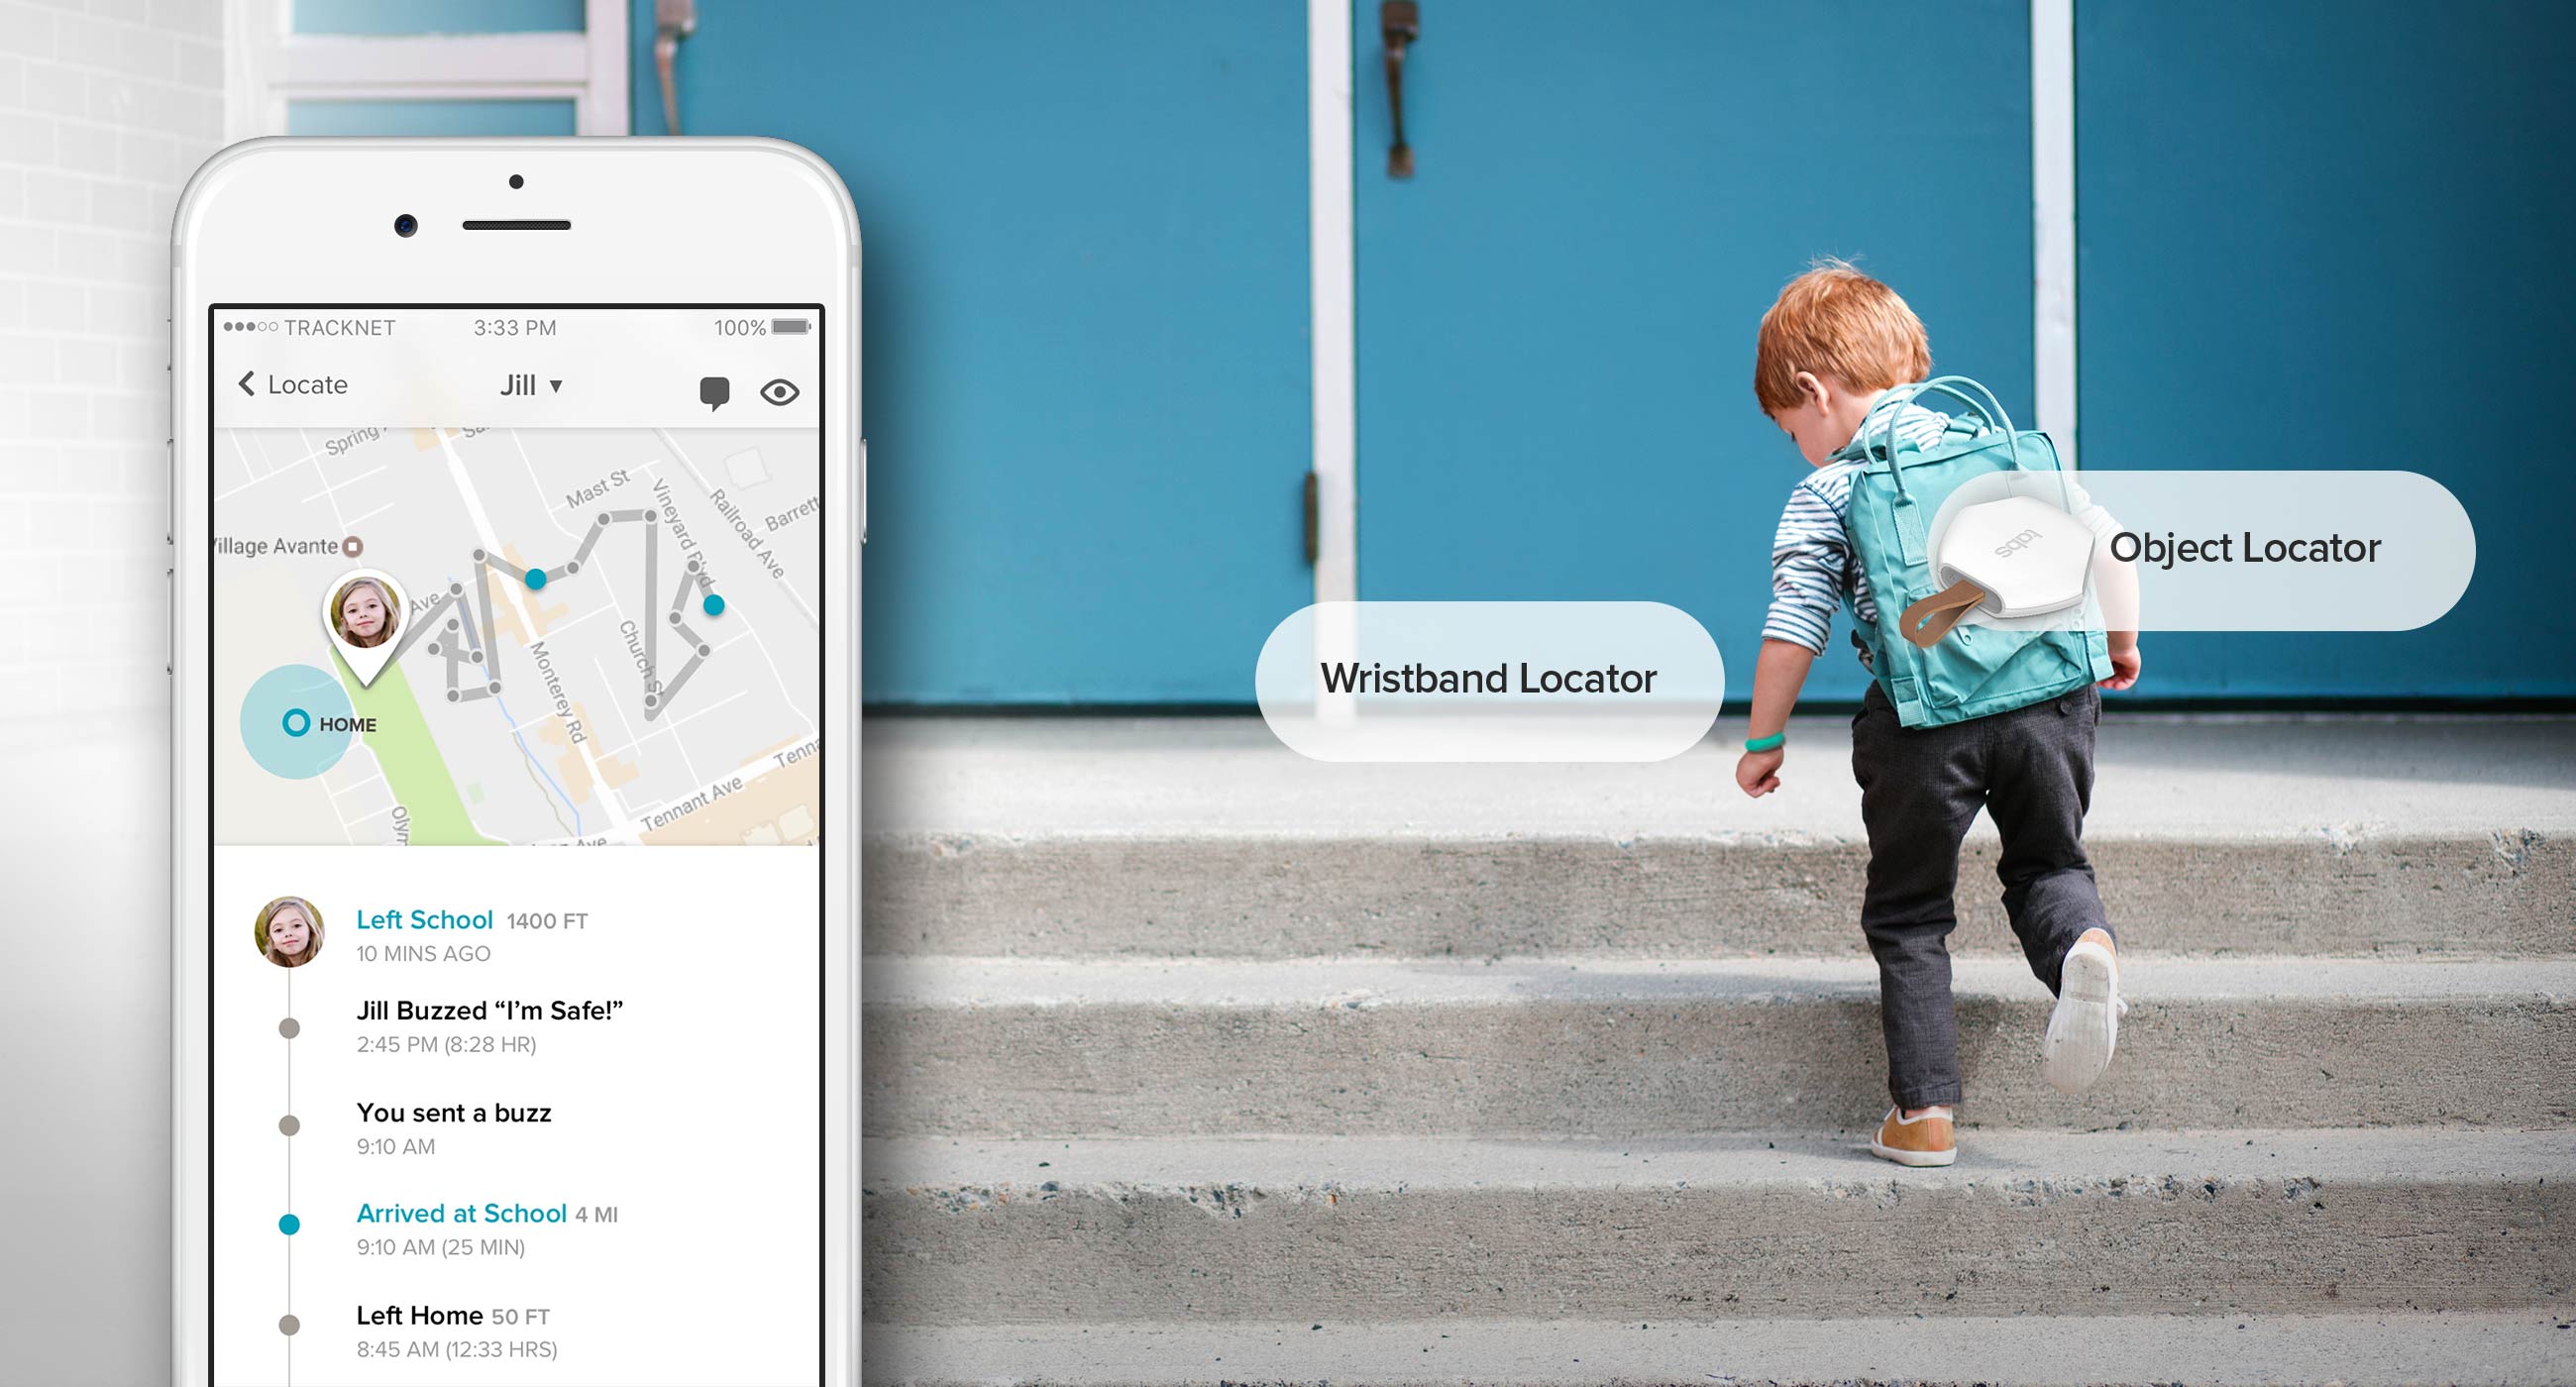 TRACKNET
3:33 PM
100%
Locate
Jill
Spring
Mast St
Vineyard Blvd
Railroad Ave
Barrett
Village Avante
Ave
Church St
Monterey Rd
HOME
Tennant Ave
Tenna
Olym
Left School 1400 FT
10 MINS AGO
Jill Buzzed “I’m Safe!”
2:45 PM (8:28 HR)
You sent a buzz
9:10 AM
Arrived at School 4 MI
9:10 AM (25 MIN)
Left Home 50 FT
8:45 AM (12:33 HRS)
Wristband Locator
tabs
Object Locator